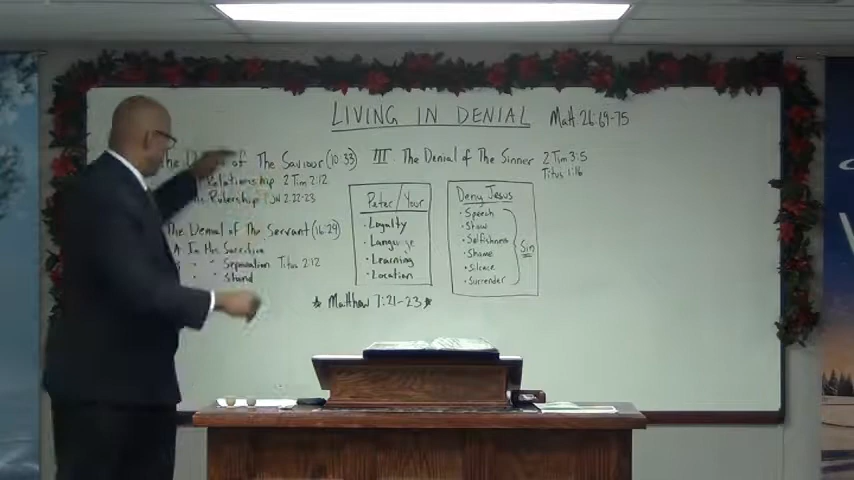 LIVING IN DENIAL Matt. 26:69-75
The Denial of The Saviour (10:33)
Relationship 2 Tim 2:12
Rulership 1 JN 2:22-23
The Denial of The Servant (16:24)
A In His Sacrifice
" " Separation Titus 2:12
" " Stand
III. The Denial of The Sinner 2 Tim 3:5
Titus 1:16
Peter/Your
• Loyalty
• Language
• Learning
• Location
Deny Jesus
• Speech
• Show
• Selfishness
• Shame
• Silence
• Surrender
Sin
★ Matthew 7:21-23 ★